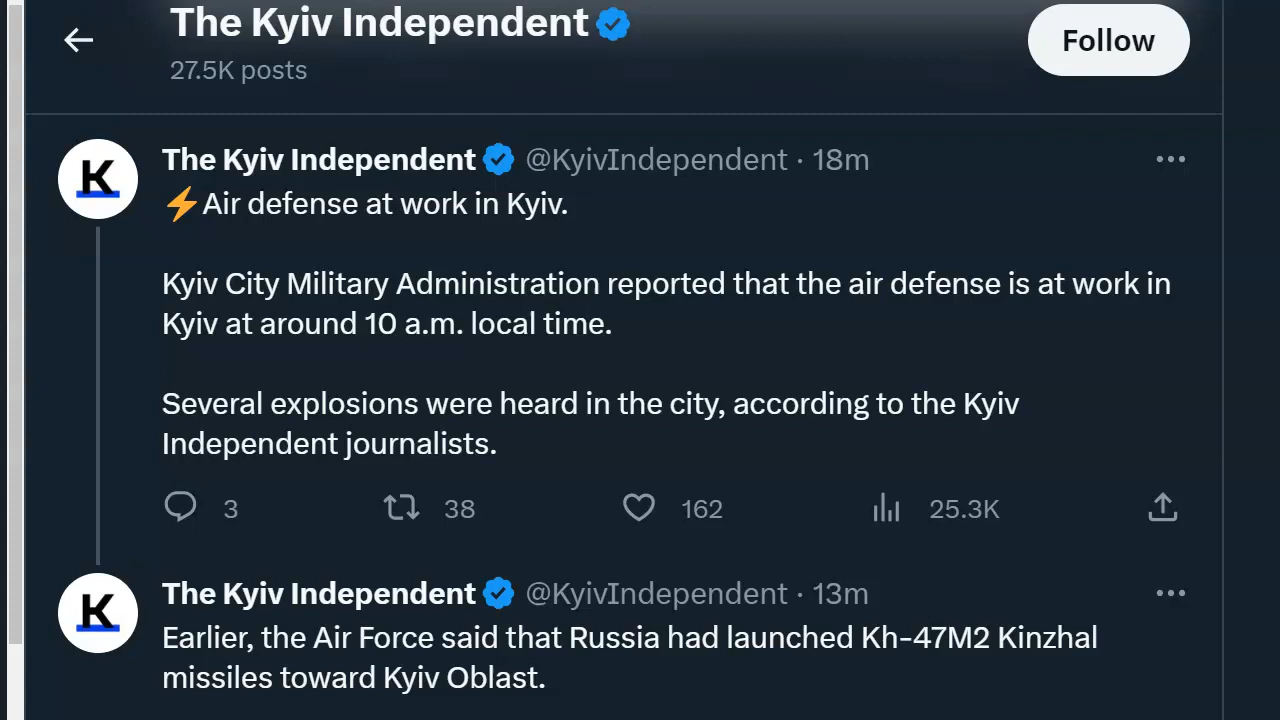 The Kyiv Independent
27.5K posts
Follow
The Kyiv Independent @KyivIndependent · 18m
⚡Air defense at work in Kyiv.
Kyiv City Military Administration reported that the air defense is at work in
Kyiv at around 10 a.m. local time.
Several explosions were heard in the city, according to the Kyiv
Independent journalists.
3 38 162 25.3K
The Kyiv Independent @KyivIndependent · 13m
Earlier, the Air Force said that Russia had launched Kh-47M2 Kinzhal
missiles toward Kyiv Oblast.
K
K